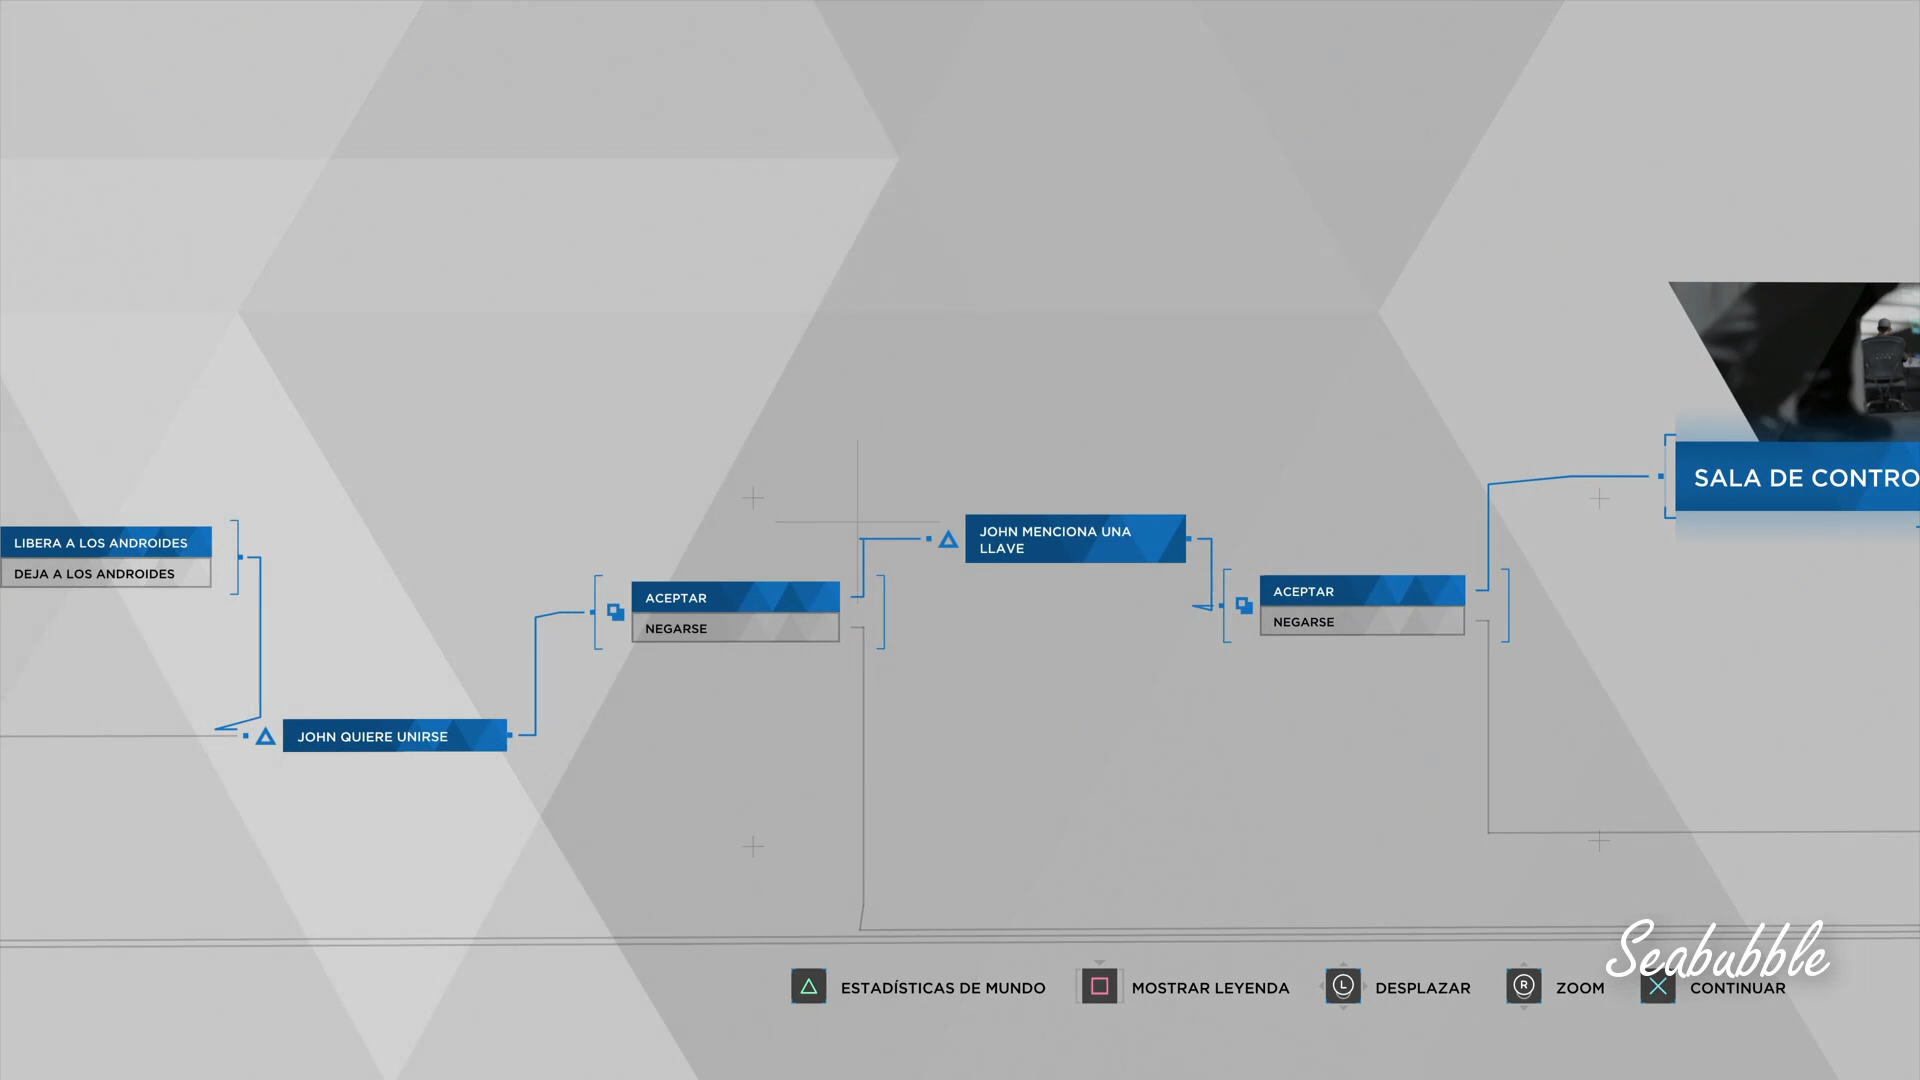 LIBERA A LOS ANDROIDES
DEJA A LOS ANDROIDES
JOHN QUIERE UNIRSE
ACEPTAR
NEGARSE
JOHN MENCIONA UNA
LLAVE
ACEPTAR
NEGARSE
SALA DE CONTRO
ESTADÍSTICAS DE MUNDO
MOSTRAR LEYENDA
L
DESPLAZAR
R
ZOOM
CONTINUAR
Seabubble